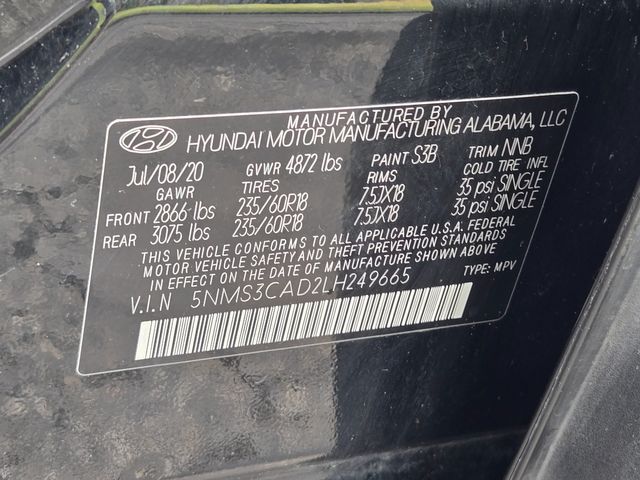 MANUFACTURED BY
HYUNDAI MOTOR MANUFACTURING ALABAMA, LLC
Jul/08/20 GVWR 4872 lbs PAINT S3B TRIM NNB
GAWR TIRES RIMS COLD TIRE INFL
FRONT 2866 lbs 235/60R18 7.5JX18 35 psi SINGLE
REAR 3075 lbs 235/60R18 7.5JX18 35 psi SINGLE
THIS VEHICLE CONFORMS TO ALL APPLICABLE U.S.A. FEDERAL
MOTOR VEHICLE SAFETY AND THEFT PREVENTION STANDARDS
IN EFFECT ON THE DATE OF MANUFACTURE SHOWN ABOVE.
V.I.N 5NMS3CAD2LH249665 TYPE: MPV